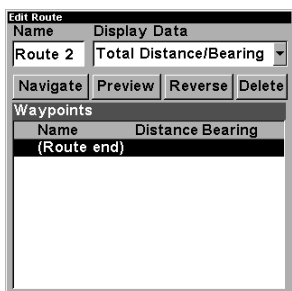 Edit Route
Name Display Data
Route 2 Total Distance/Bearing
Navigate Preview Reverse Delete
Waypoints
Name Distance Bearing
(Route end)